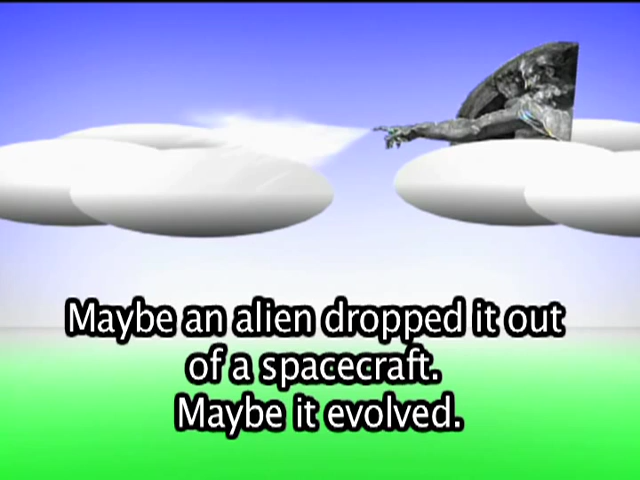 Maybe an alien dropped it out
of a spacecraft.
Maybe it evolved.